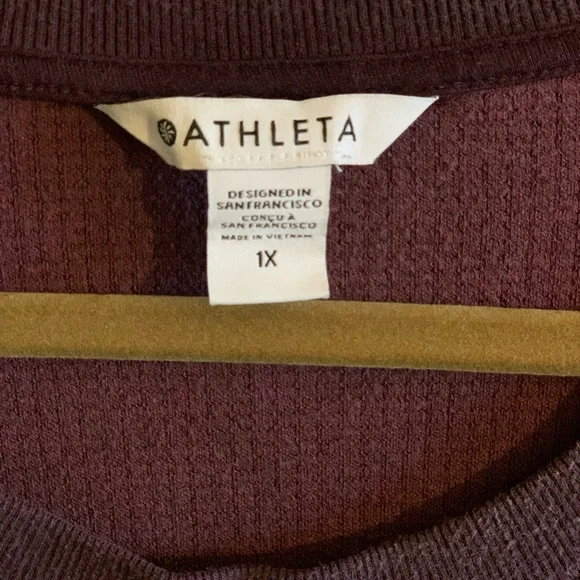 ATHLETA
DESIGNED IN
SAN FRANCISCO
CONÇU À
SAN FRANCISCO
MADE IN VIETNAM
1X